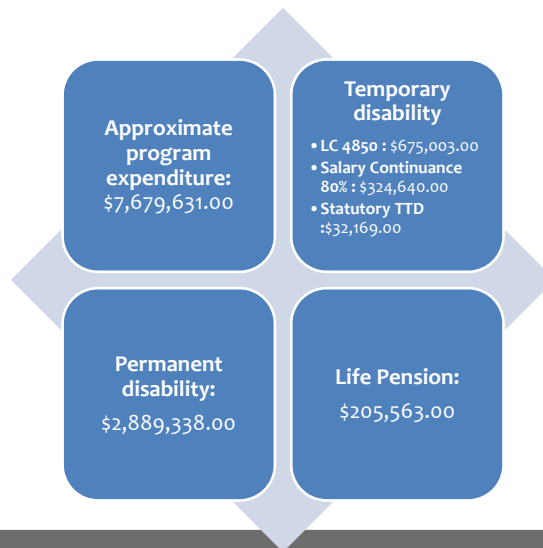 Approximate
program
expenditure:
$7,679,631.00
Temporary
disability
• LC 4850 : $675,003.00
• Salary Continuance
80% : $324,640.00
• Statutory TTD
:$32,169.00
Permanent
disability:
$2,889,338.00
Life Pension:
$205,563.00